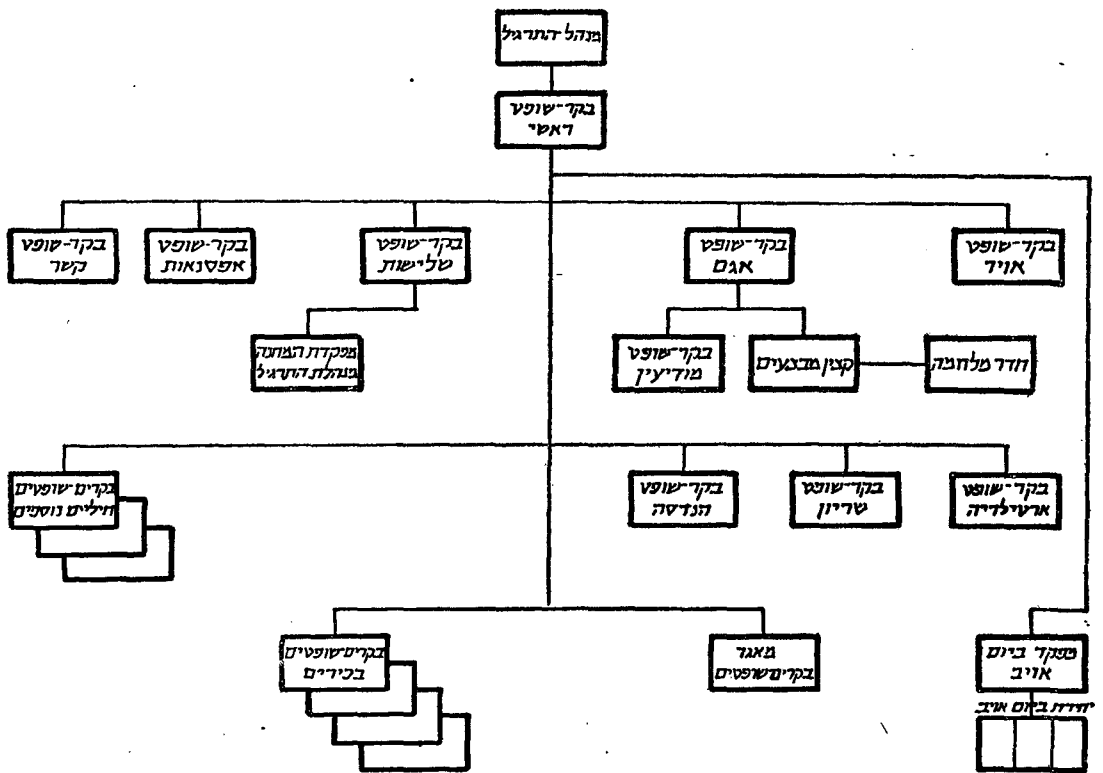 מנהל-התרגיל
בקר-שופט
ראשי
בקר-שופט
אויר
בקר-שופט
אגם
בקר-שופט
שלישות
בקר-שופט
אפסנאות
בקר-שופט
קשר
חדר מלחמה
קצין מבצעים
בקר-שופט
מודיעין
מפקדת המחנה
מנהלת התרגיל
בקר-שופט
ארטילריה
בקר-שופט
שריון
בקר-שופט
הנדסה
בקרים-שופטים
חיליים נוספים
מפקד ביום
אויב
יחידת ביום אויב
מאגר
בקרים-שופטים
בקרים-שופטים
בכירים